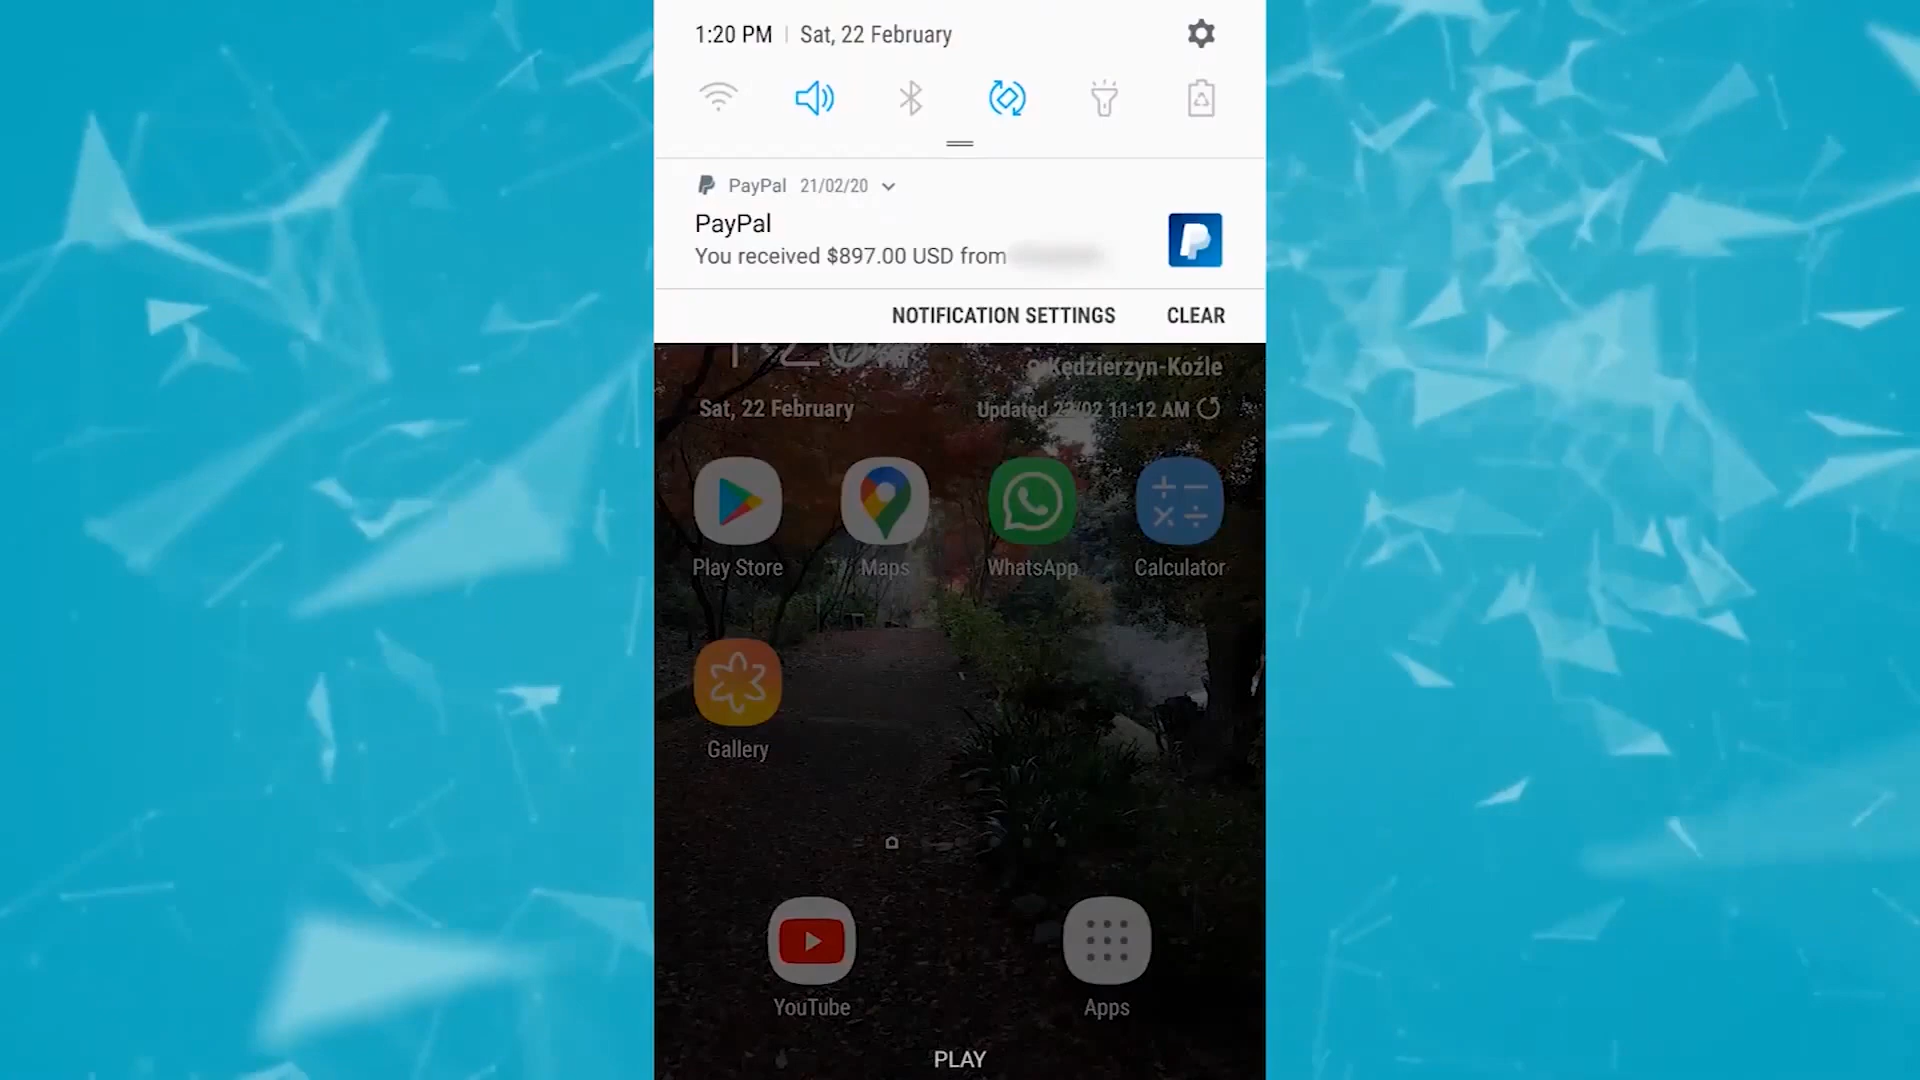 1:20 PM | Sat, 22 February
PayPal 21/02/20
PayPal
You received $897.00 USD from
NOTIFICATION SETTINGS CLEAR
Kędzierzyn-Koźle
Sat, 22 February
Updated 22/02 11:12 AM
Play Store
Maps
WhatsApp
Calculator
Gallery
YouTube
Apps
PLAY